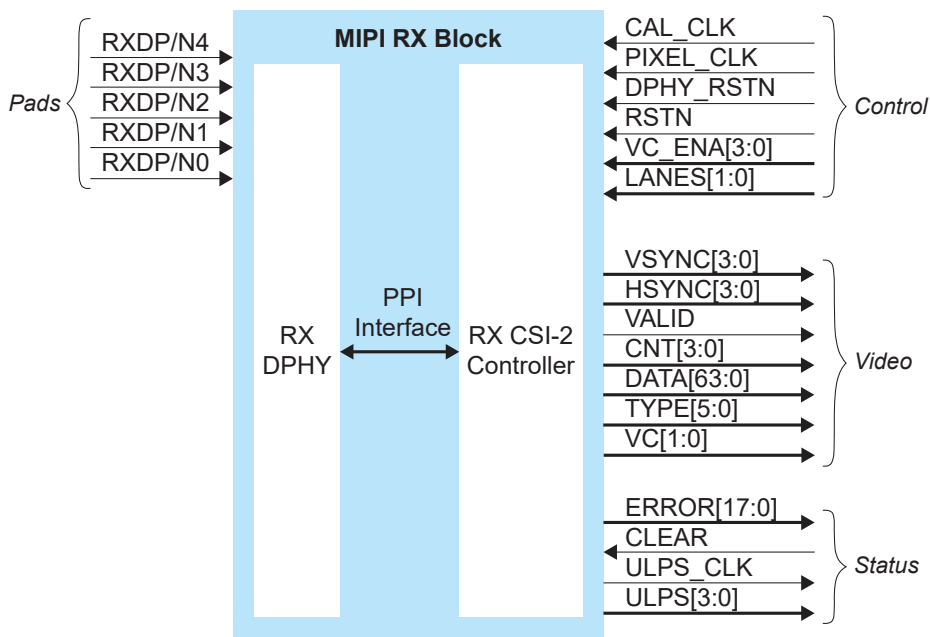 MIPI RX Block
Pads
RXDP/N4
RXDP/N3
RXDP/N2
RXDP/N1
RXDP/N0
RX
DPHY
PPI
Interface
RX CSI-2
Controller
CAL_CLK
PIXEL_CLK
DPHY_RSTN
RSTN
VC_ENA[3:0]
LANES[1:0]
Control
VSYNC[3:0]
HSYNC[3:0]
VALID
CNT[3:0]
DATA[63:0]
TYPE[5:0]
VC[1:0]
Video
ERROR[17:0]
CLEAR
ULPS_CLK
ULPS[3:0]
Status